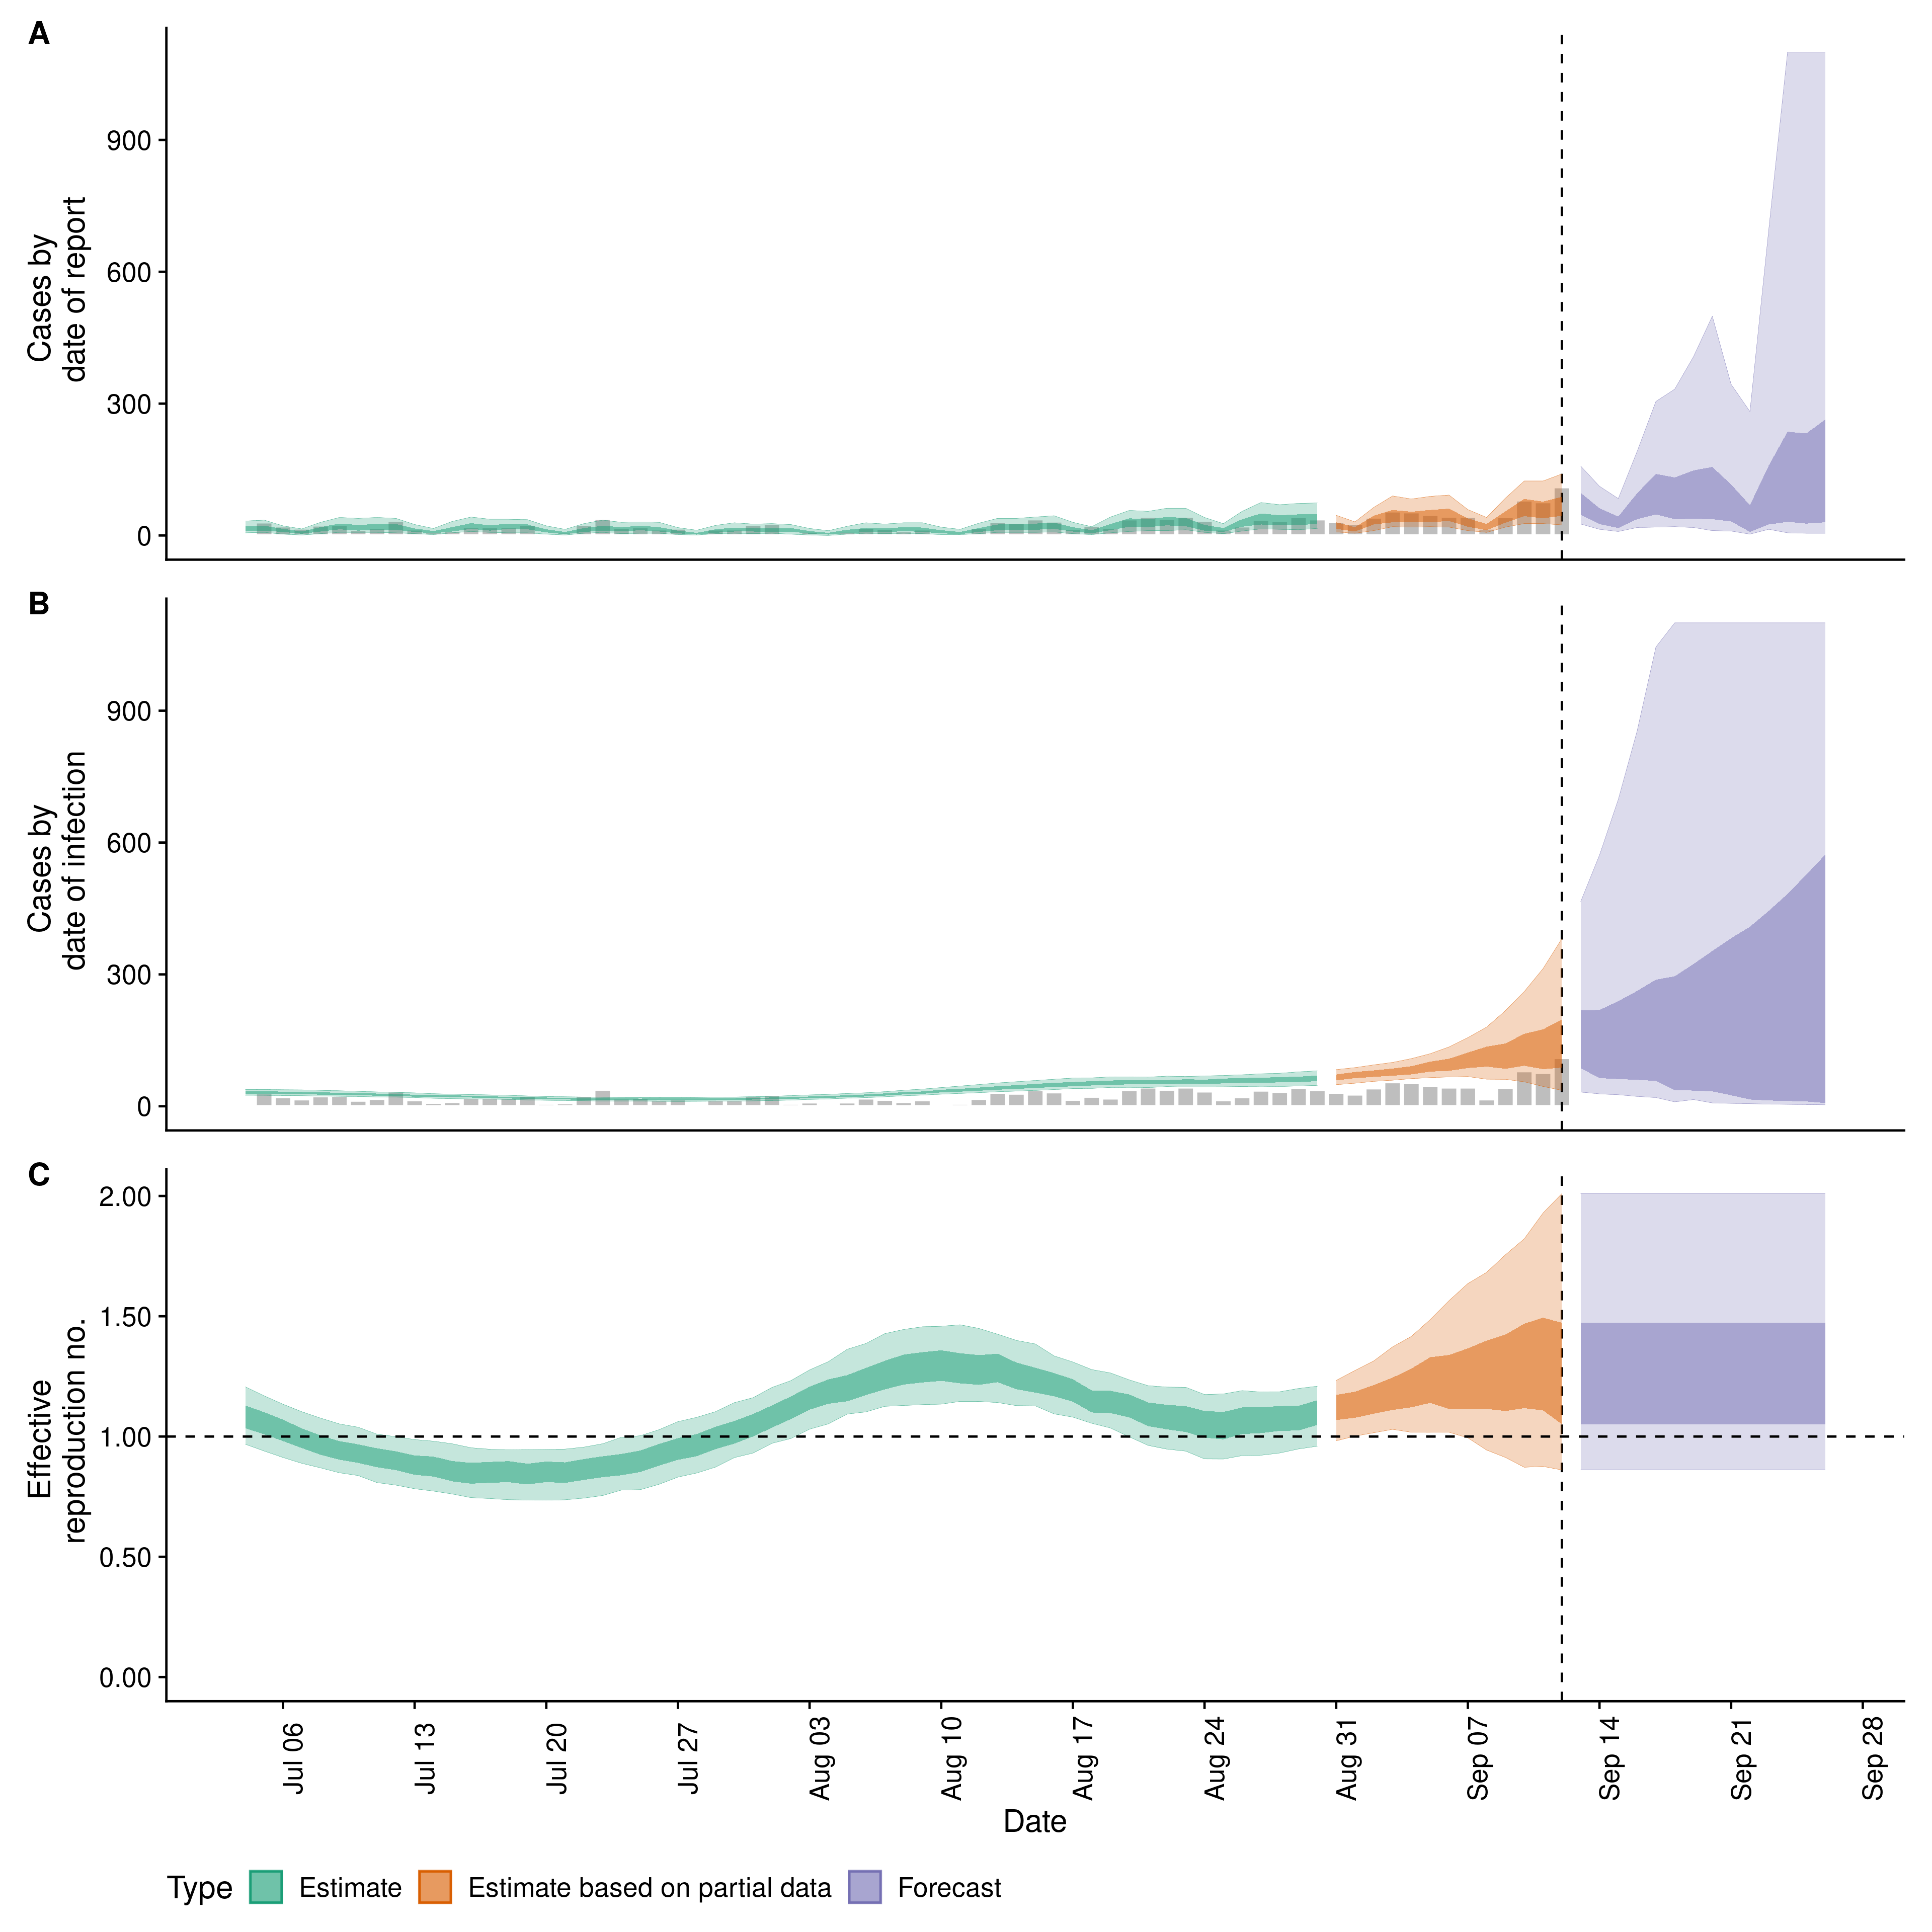 A
Cases by
date of report
900
600
300
0
B
Cases by
date of infection
900
600
300
0
C
Effective
reproduction no.
2.00
1.50
1.00
0.50
0.00
Jul 06
Jul 13
Jul 20
Jul 27
Aug 03
Aug 10
Aug 17
Aug 24
Aug 31
Sep 07
Sep 14
Sep 21
Sep 28
Date
Type Estimate Estimate based on partial data Forecast